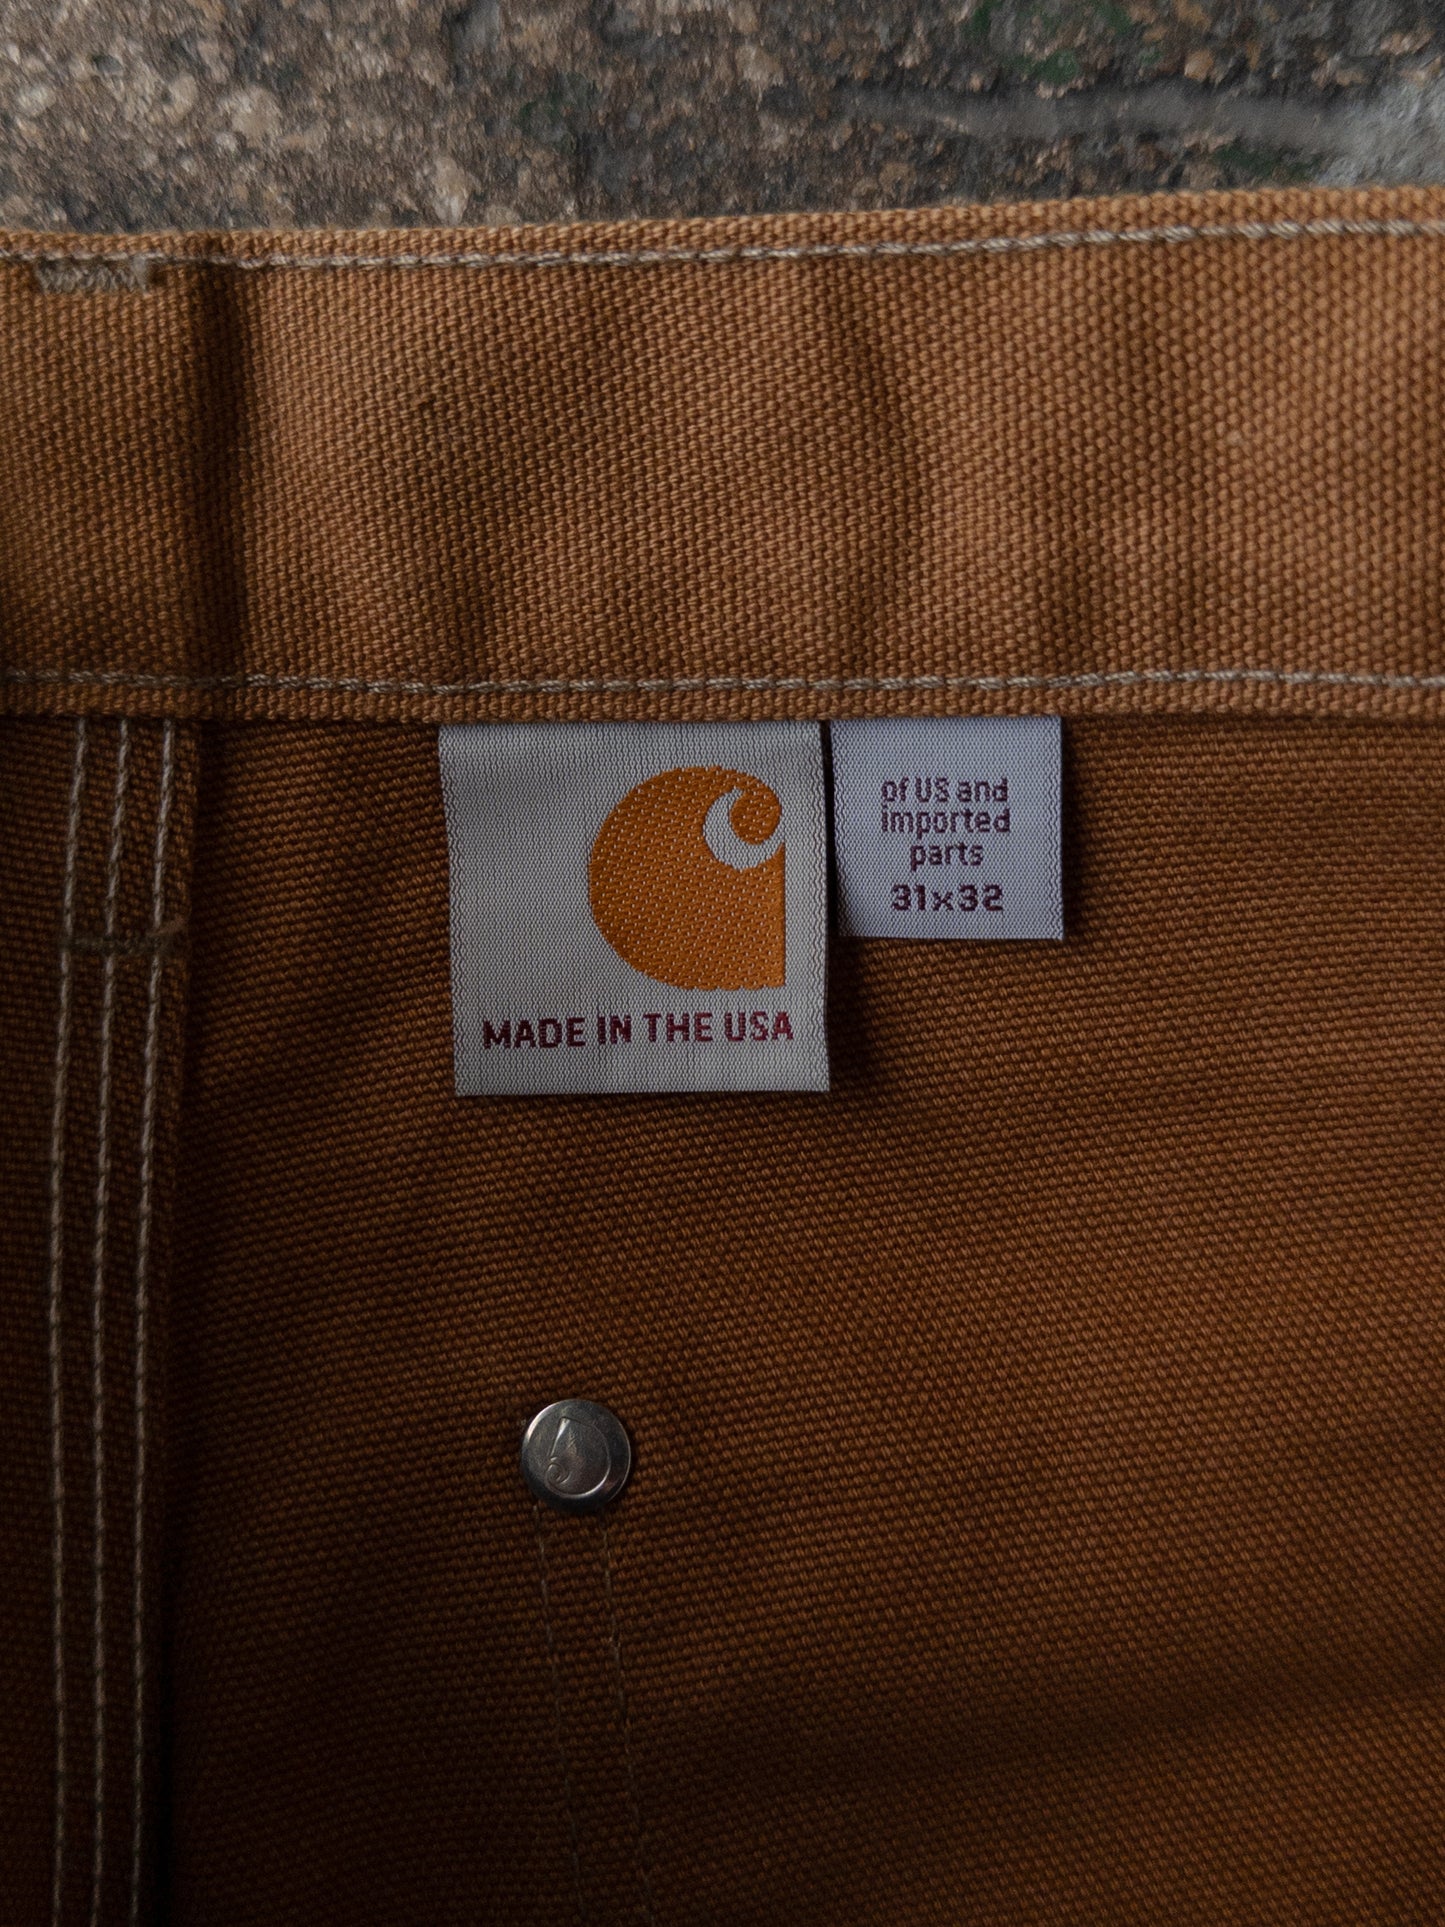 MADE IN THE USA
of US and
imported
parts
31x32